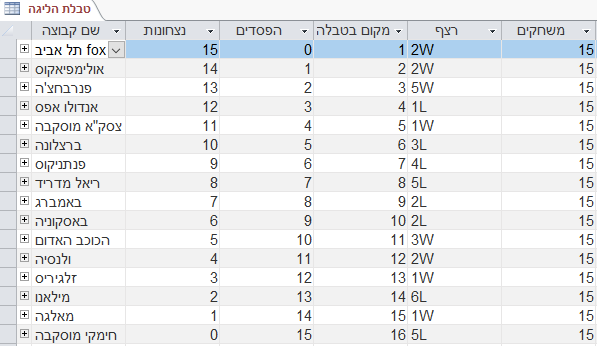 טבלת הליגה
שם קבוצה נצחונות הפסדים מקום בטבלה רצף משחקים
fox תל אביב 15 0 1 2W 15
אולימפיאקוס 14 1 2 2W 15
פנרבחצ'ה 13 2 3 5W 15
אנדולו אפס 12 3 4 1L 15
צסק"א מוסקבה 11 4 5 1W 15
ברצלונה 10 5 6 3L 15
פנתניקוס 9 6 7 4L 15
ריאל מדריד 8 7 8 5L 15
באמברג 7 8 9 2L 15
באסקוניה 6 9 10 2L 15
הכוכב האדום 5 10 11 3W 15
ולנסיה 4 11 12 2W 15
זלגיריס 3 12 13 1W 15
מילאנו 2 13 14 6L 15
מאלגה 1 14 15 1W 15
חימקי מוסקבה 0 15 16 5L 15